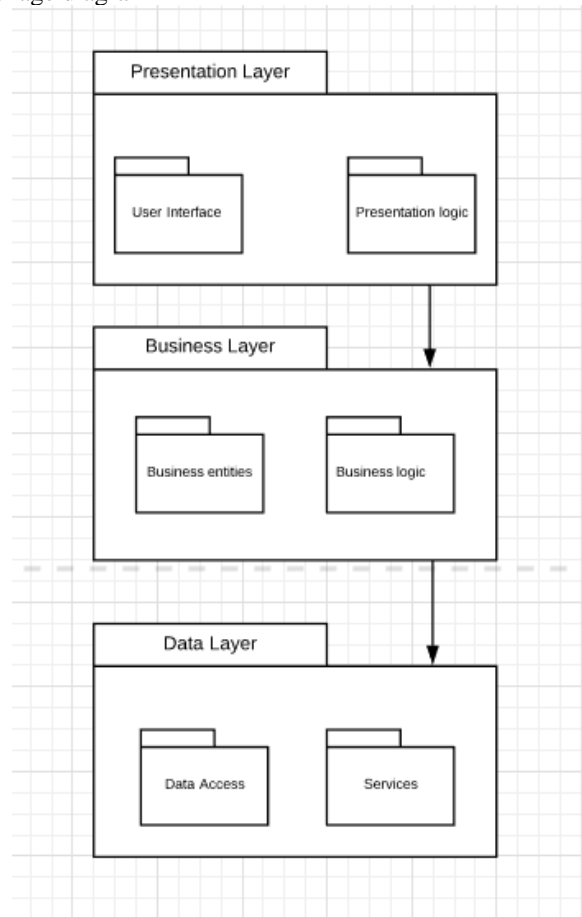 Presentation Layer
User Interface
Presentation logic
Business Layer
Business entities
Business logic
Data Layer
Data Access
Services